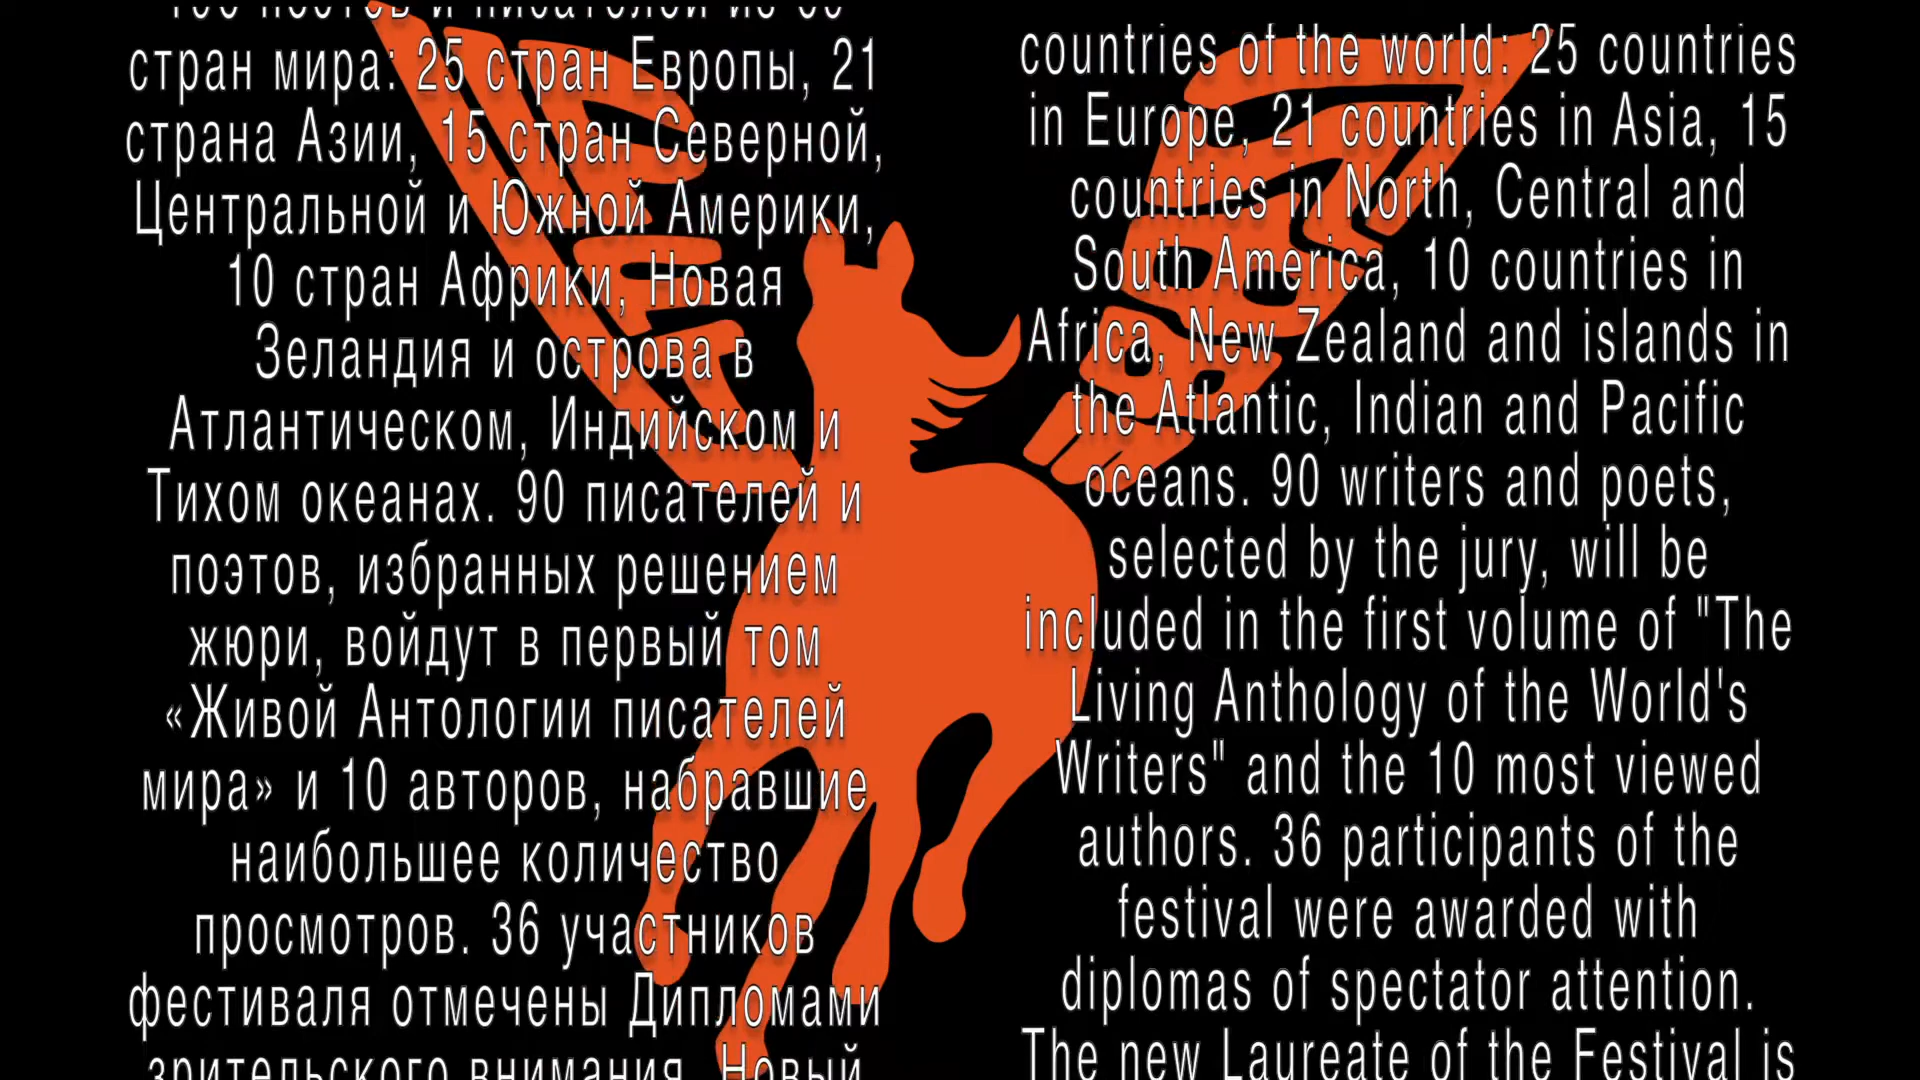 поэтов и писателей из
стран мира: 25 стран Европы, 21
страна Азии, 15 стран Северной,
Центральной и Южной Америки,
10 стран Африки, Новая
Зеландия и острова в
Атлантическом, Индийском и
Тихом океанах. 90 писателей и
поэтов, избранных решением
жюри, войдут в первый том
«Живой Антологии писателей
мира» и 10 авторов, набравшие
наибольшее количество
просмотров. 36 участников
фестиваля отмечены Дипломами
зрительского внимания. Новый
countries of the world: 25 countries
in Europe, 21 countries in Asia, 15
countries in North, Central and
South America, 10 countries in
Africa, New Zealand and islands in
the Atlantic, Indian and Pacific
oceans. 90 writers and poets,
selected by the jury, will be
included in the first volume of "The
Living Anthology of the World's
Writers" and the 10 most viewed
authors. 36 participants of the
festival were awarded with
diplomas of spectator attention.
The new Laureate of the Festival is